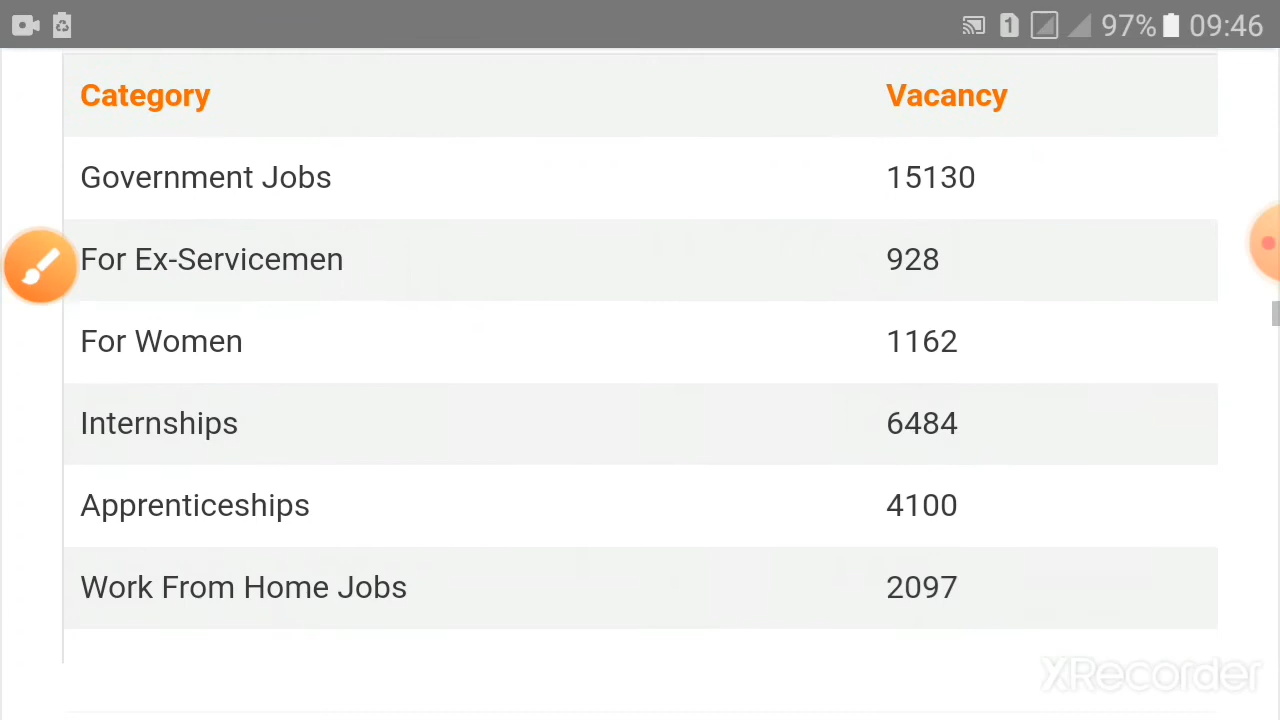 1 97% 09:46
Category Vacancy
Government Jobs 15130
For Ex-Servicemen 928
For Women 1162
Internships 6484
Apprenticeships 4100
Work From Home Jobs 2097
XRecorder